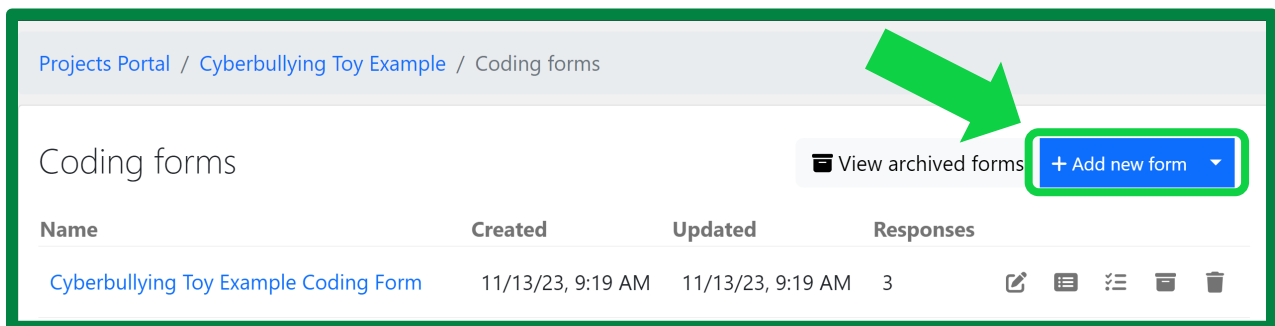 Projects Portal / Cyberbullying Toy Example / Coding forms
Coding forms
View archived forms
+ Add new form
Name Created Updated Responses
Cyberbullying Toy Example Coding Form 11/13/23, 9:19 AM 11/13/23, 9:19 AM 3